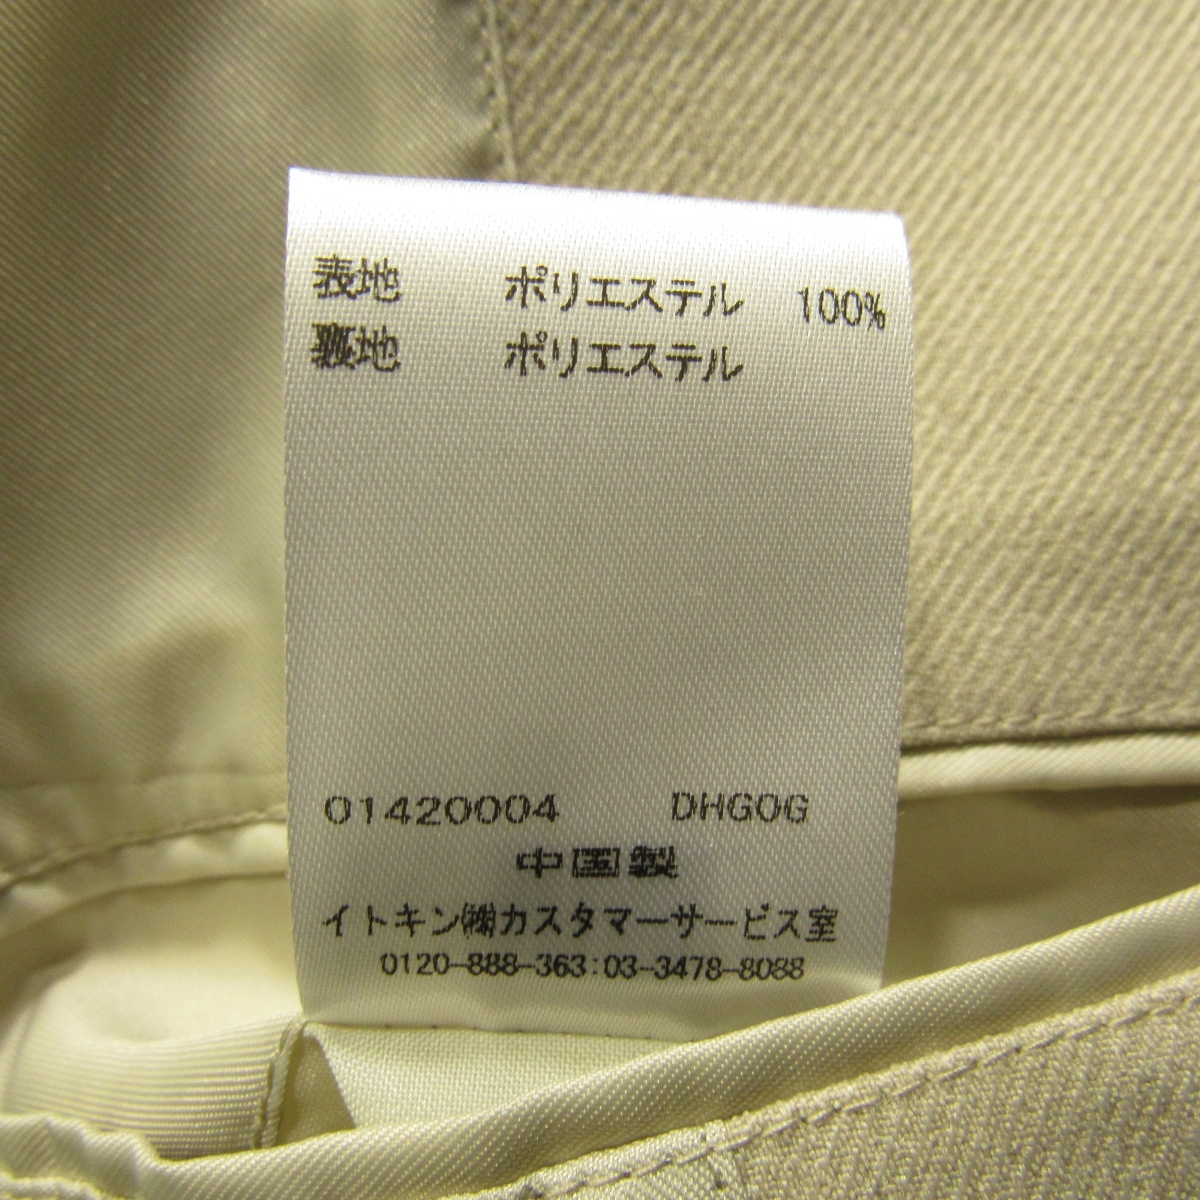 表地 ポリエステル 100%
裏地 ポリエステル
01420004 DHGOG
中国製
イトキン㈱カスタマーサービス室
0120-888-363:03-3478-8088